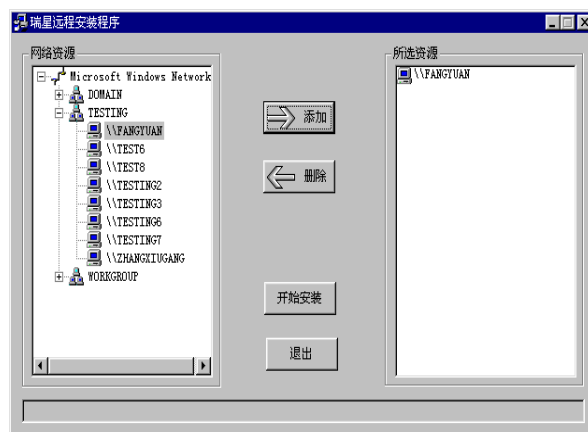 瑞星远程安装程序
网络资源
Microsoft Windows Network
DOMAIN
TESTING
\\FANGYUAN
\\TEST6
\\TEST8
\\TESTING2
\\TESTING3
\\TESTING6
\\TESTING7
\\ZHANGXIUGANG
WORKGROUP
添加
删除
开始安装
退出
所选资源
\\FANGYUAN